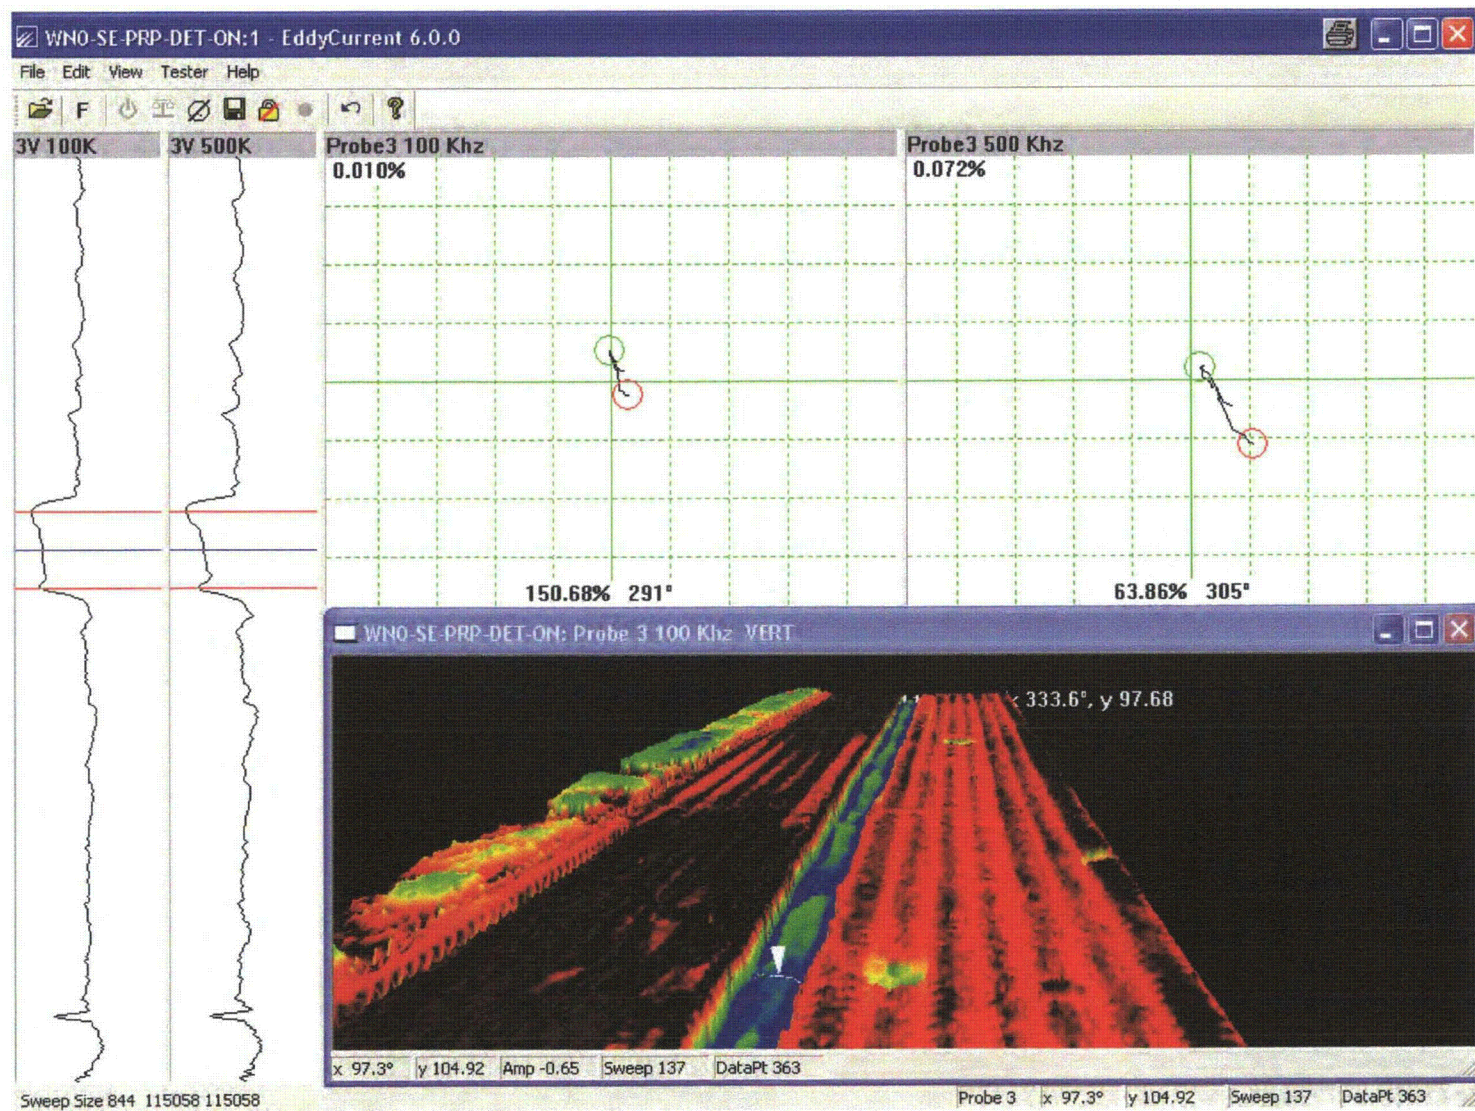 WN0-SE-PRP-DET-ON:1 - EddyCurrent 6.0.0
File Edit View Tester Help
F
3V 100K 3V 500K Probe3 100 Khz Probe3 500 Khz
0.010% 0.072%
150.68% 291° 63.86% 305°
WN0-SE-PRP-DET-ON: Probe 3 100 Khz VERT
x 333.6°, y 97.68
x 97.3° y 104.92 Amp -0.65 Sweep 137 DataPt 363
Sweep Size 844 115058 115058 Probe 3 x 97.3° y 104.92 Sweep 137 DataPt 363